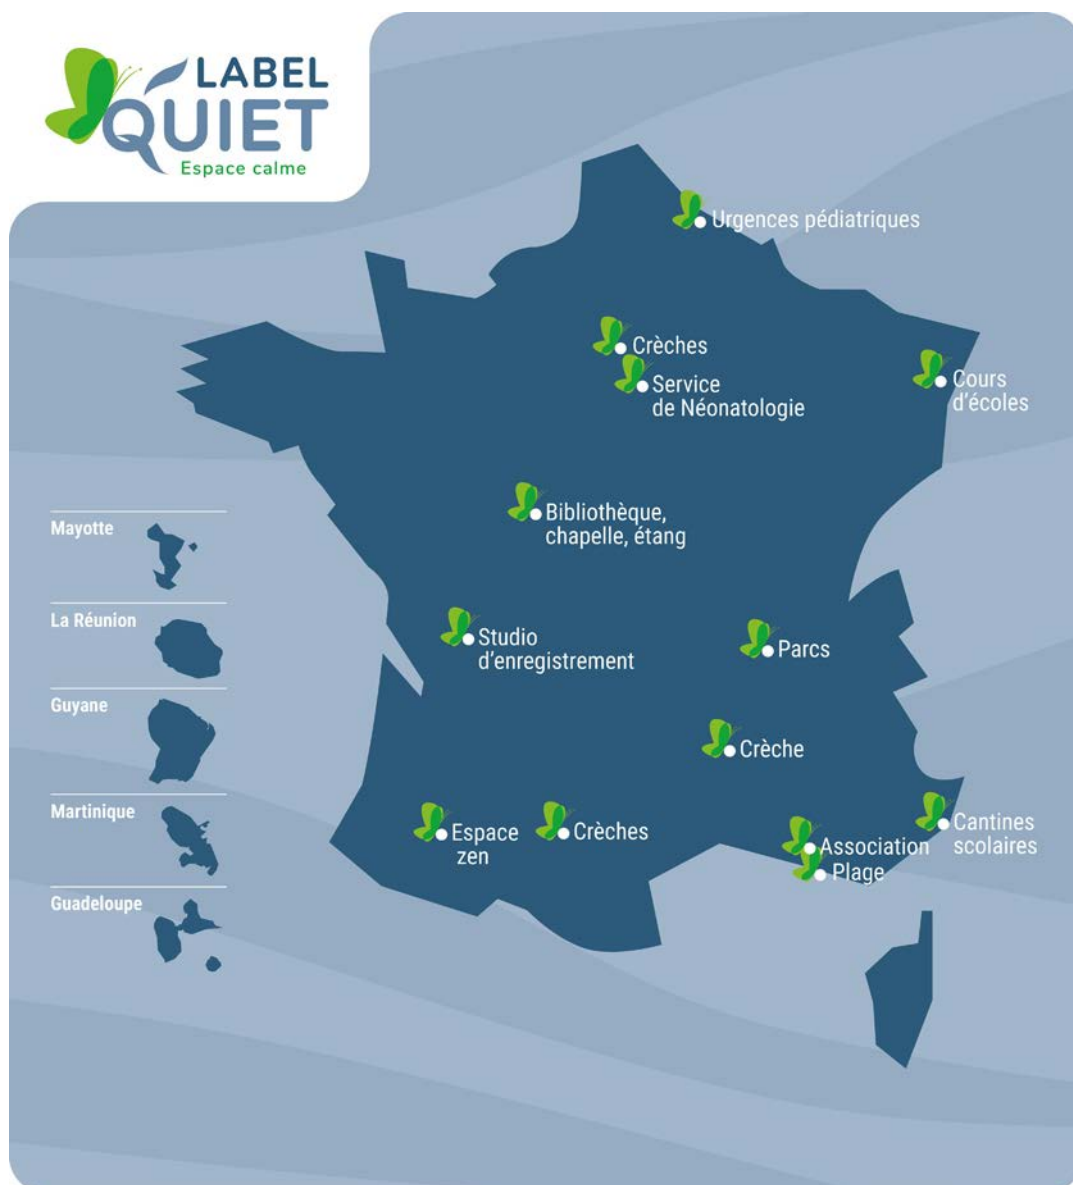 LABEL
QUIET
Espace calme
Urgences pédiatriques
Crèches
Service
de Néonatologie
Cours
d'écoles
Bibliothèque,
chapelle, étang
Mayotte
La Réunion
Studio
d'enregistrement
Parcs
Guyane
Crèche
Martinique
Espace
zen
Crèches
Cantines
scolaires
Association
Plage
Guadeloupe